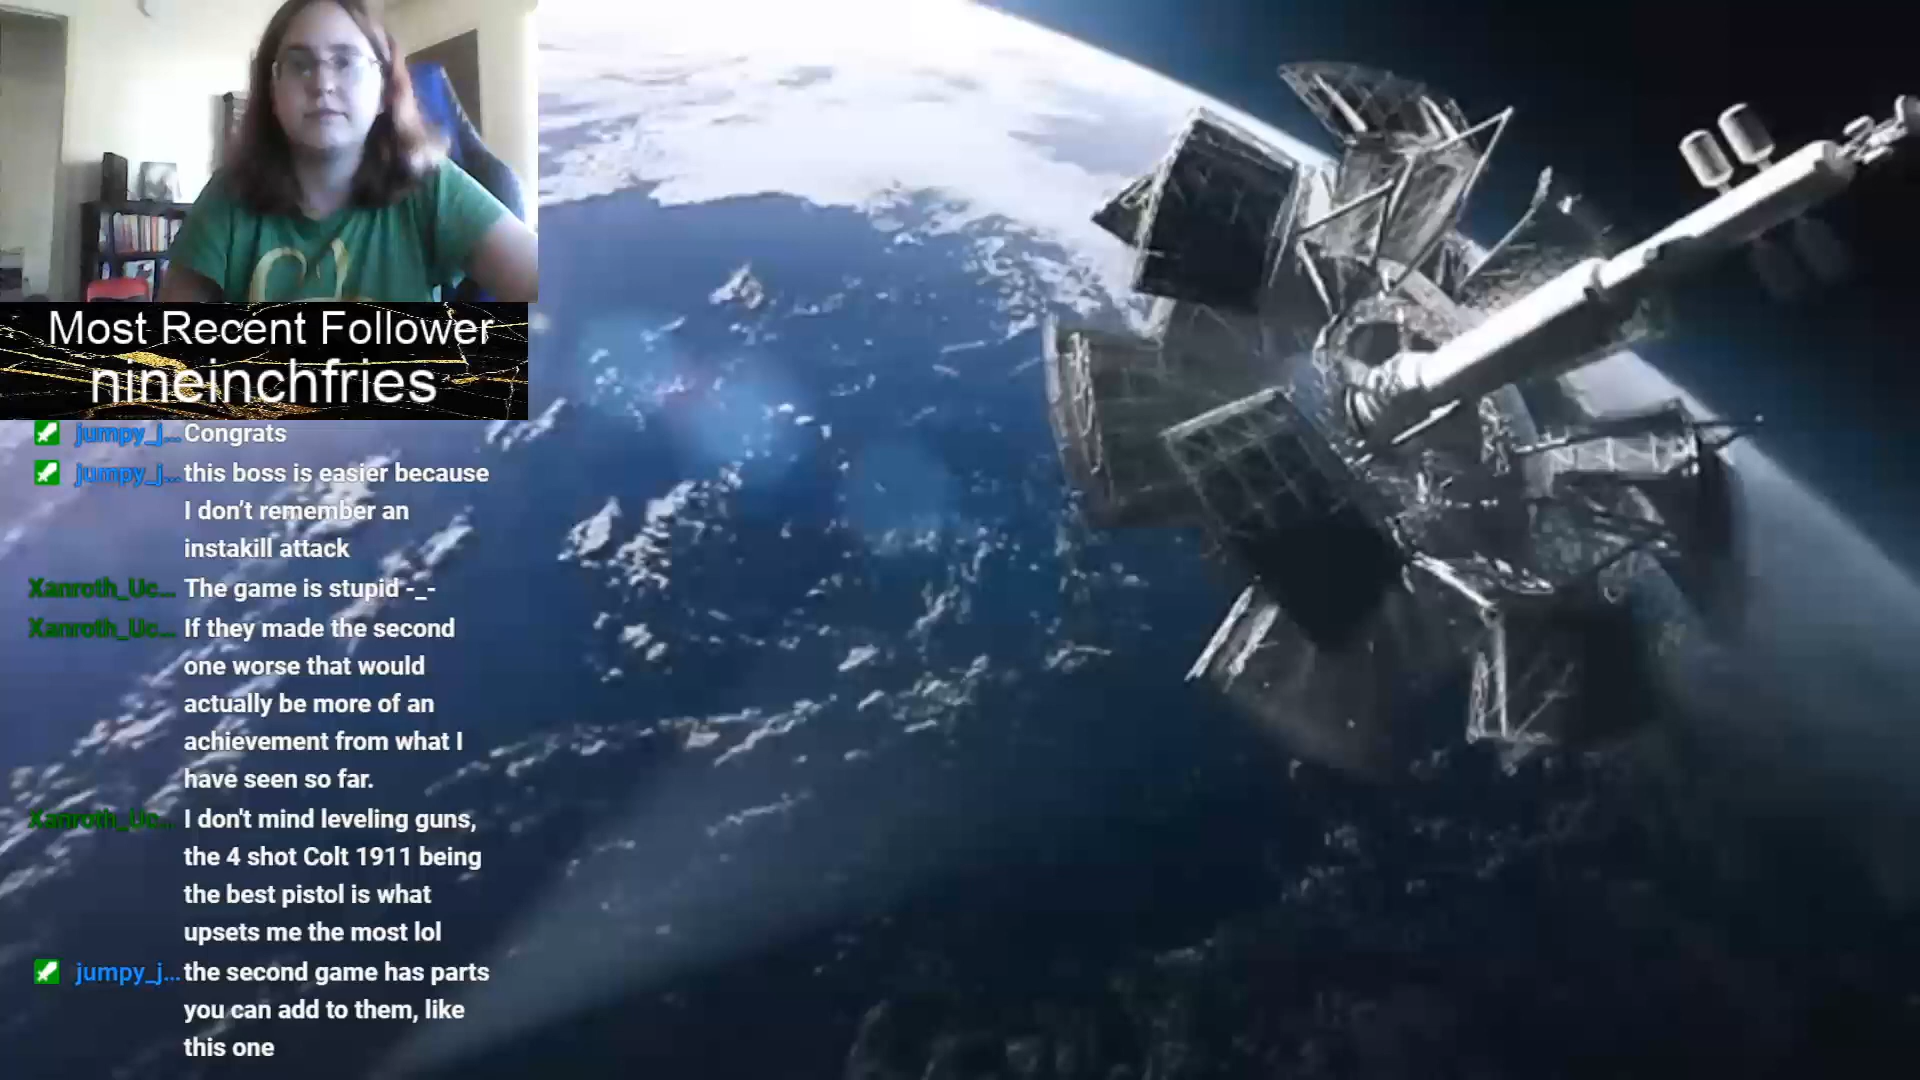 Most Recent Follower
nineinchfries
jumpy_j... Congrats
jumpy_j... this boss is easier because
I don’t remember an
instakill attack
Xanroth_Uc... The game is stupid -_-
Xanroth_Uc... If they made the second
one worse that would
actually be more of an
achievement from what I
have seen so far.
Xanroth_Uc... I don't mind leveling guns,
the 4 shot Colt 1911 being
the best pistol is what
upsets me the most lol
jumpy_j... the second game has parts
you can add to them, like
this one